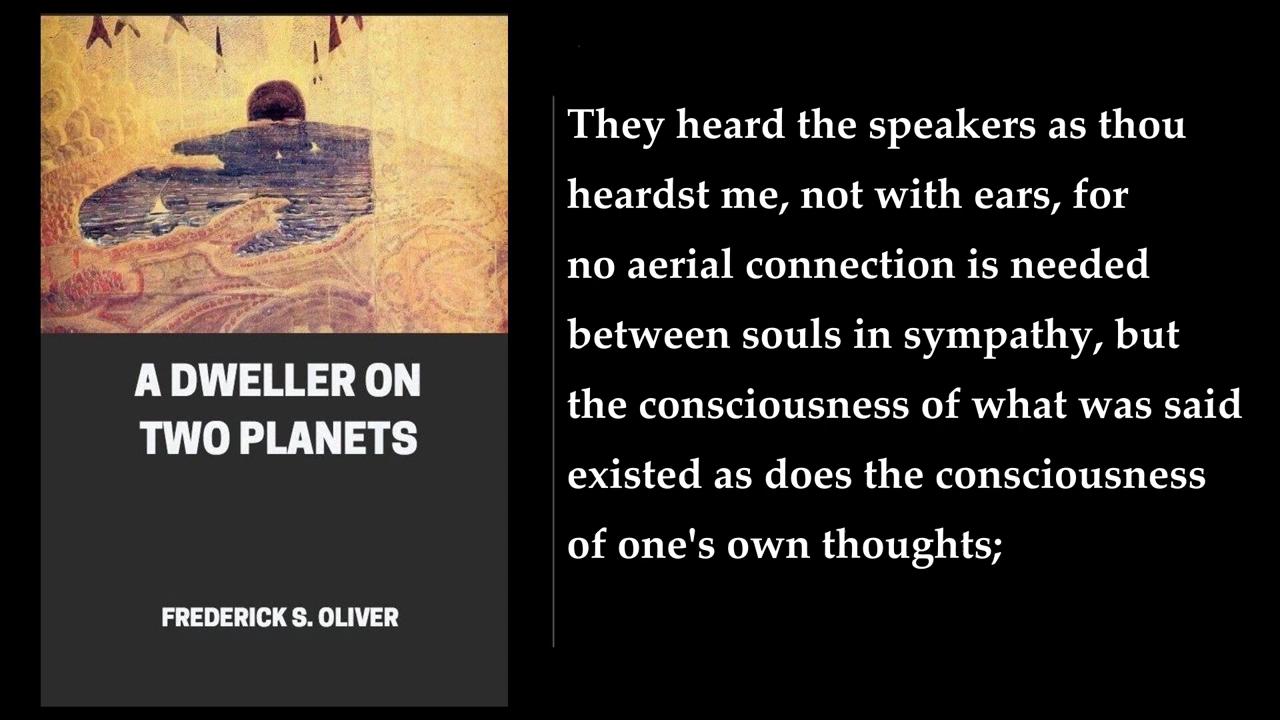 A DWELLER ON
TWO PLANETS
FREDERICK S. OLIVER
They heard the speakers as thou
heardst me, not with ears, for
no aerial connection is needed
between souls in sympathy, but
the consciousness of what was said
existed as does the consciousness
of one's own thoughts;